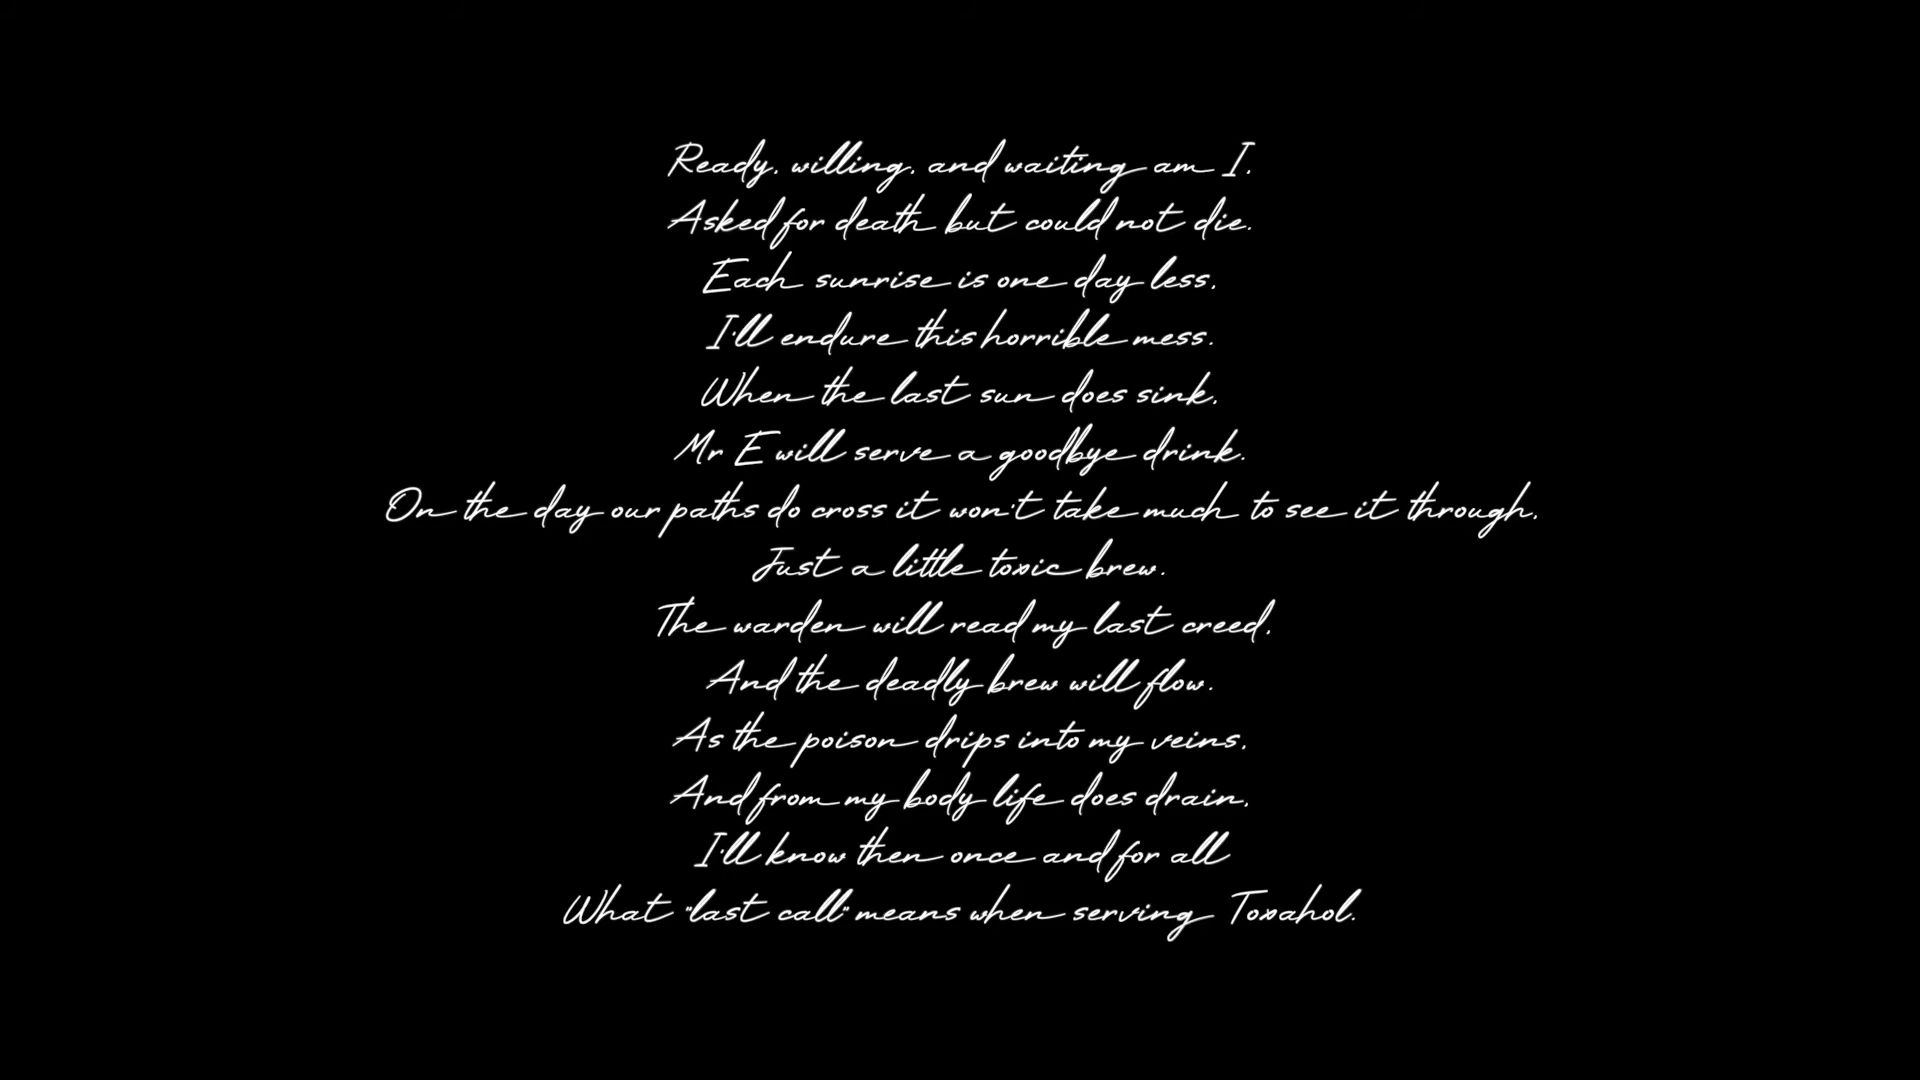 Ready, willing, and waiting am I.
Asked for death but could not die.
Each sunrise is one day less,
I'll endure this horrible mess.
When the last sun does sink,
Mr E will serve a goodbye drink.
On the day our paths do cross it won't take much to see it through,
Just a little toxic brew.
The warden will read my last creed,
And the deadly brew will flow.
As the poison drips into my veins,
And from my body life does drain,
I'll know then once and for all
What "last call" means when serving Toxahol.